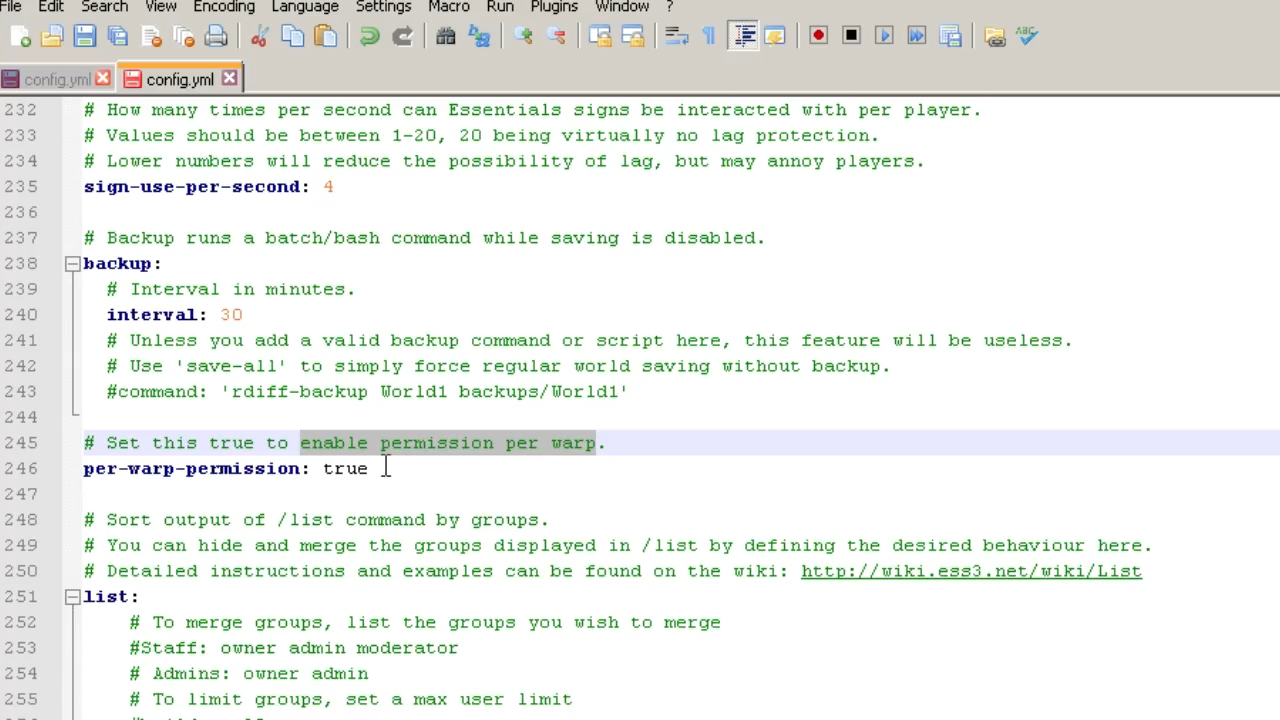 File Edit Search View Encoding Language Settings Macro Run Plugins Window ?
config.yml config.yml
232 # How many times per second can Essentials signs be interacted with per player.
233 # Values should be between 1-20, 20 being virtually no lag protection.
234 # Lower numbers will reduce the possibility of lag, but may annoy players.
235 sign-use-per-second: 4
236
237 # Backup runs a batch/bash command while saving is disabled.
238 backup:
239 # Interval in minutes.
240 interval: 30
241 # Unless you add a valid backup command or script here, this feature will be useless.
242 # Use 'save-all' to simply force regular world saving without backup.
243 #command: 'rdiff-backup World1 backups/World1'
244
245 # Set this true to enable permission per warp.
246 per-warp-permission: true
247
248 # Sort output of /list command by groups.
249 # You can hide and merge the groups displayed in /list by defining the desired behaviour here.
250 # Detailed instructions and examples can be found on the wiki: http://wiki.ess3.net/wiki/List
251 list:
252 # To merge groups, list the groups you wish to merge
253 #Staff: owner admin moderator
254 # Admins: owner admin
255 # To limit groups, set a max user limit